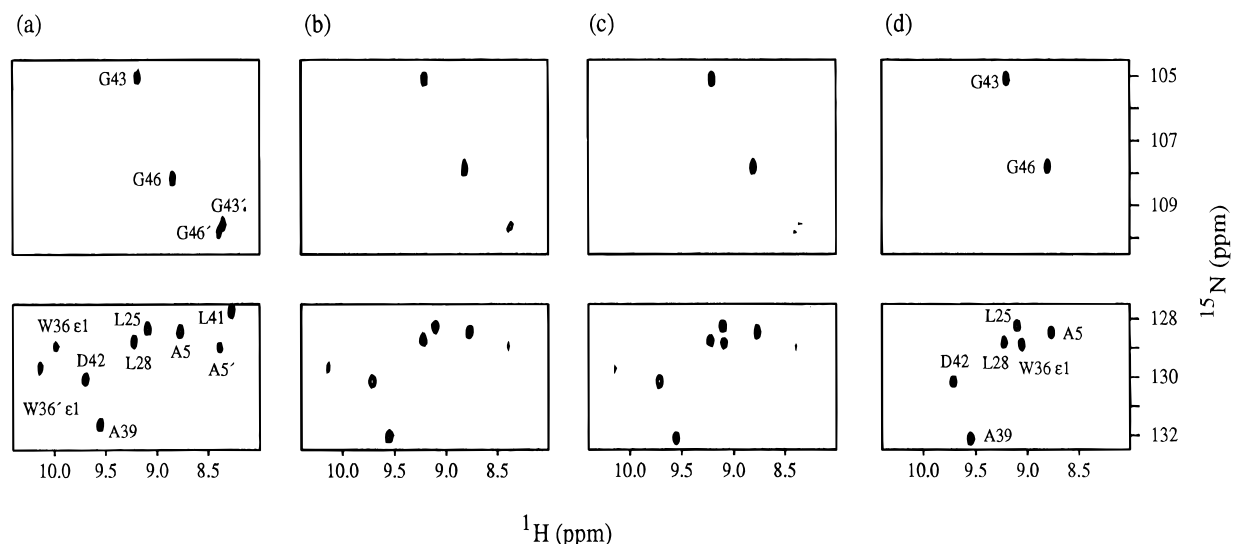 (a) (b) (c) (d)
G43
G46
G43´
G46´
G43
G46
105
107
109
W36 ε1
L25
L41
D42
L28
A5
A5´
W36´ ε1
A39
L25
A5
D42
L28
W36 ε1
A39
128
130
132
10.0 9.5 9.0 8.5
10.0 9.5 9.0 8.5
10.0 9.5 9.0 8.5
10.0 9.5 9.0 8.5
¹H (ppm)
¹⁵N (ppm)